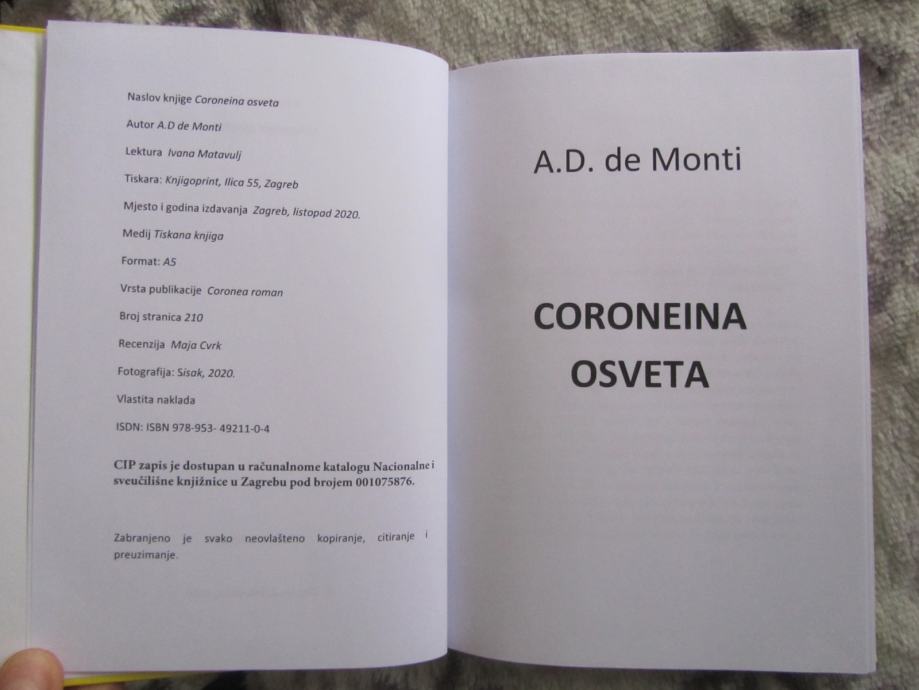 Naslov knjige Coroneina osveta
Autor A.D de Monti
Lektura Ivana Matavulj
Tiskara: Knjigoprint, Ilica 55, Zagreb
Mjesto i godina izdavanja Zagreb, listopad 2020.
Medij Tiskana knjiga
Format: A5
Vrsta publikacije Coronea roman
Broj stranica 210
Recenzija Maja Cvrk
Fotografija: Sisak, 2020.
Vlastita naklada
ISDN: ISBN 978-953- 49211-0-4
CIP zapis je dostupan u računalnome katalogu Nacionalne i
sveučilišne knjižnice u Zagrebu pod brojem 001075876.
Zabranjeno je svako neovlašteno kopiranje, citiranje i
preuzimanje.
A.D. de Monti
CORONEINA
OSVETA